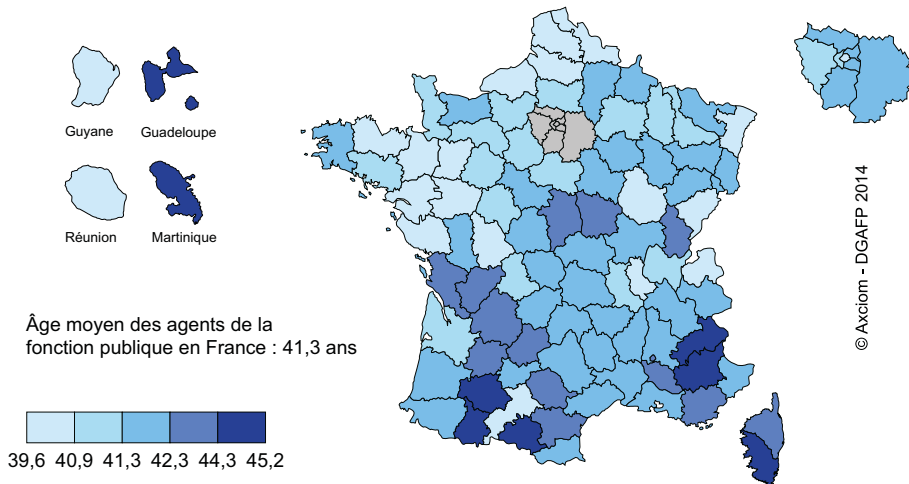 Guyane
Guadeloupe
Réunion
Martinique
Âge moyen des agents de la
fonction publique en France : 41,3 ans
39,6 40,9 41,3 42,3 44,3 45,2
© Axciom - DGAFP 2014